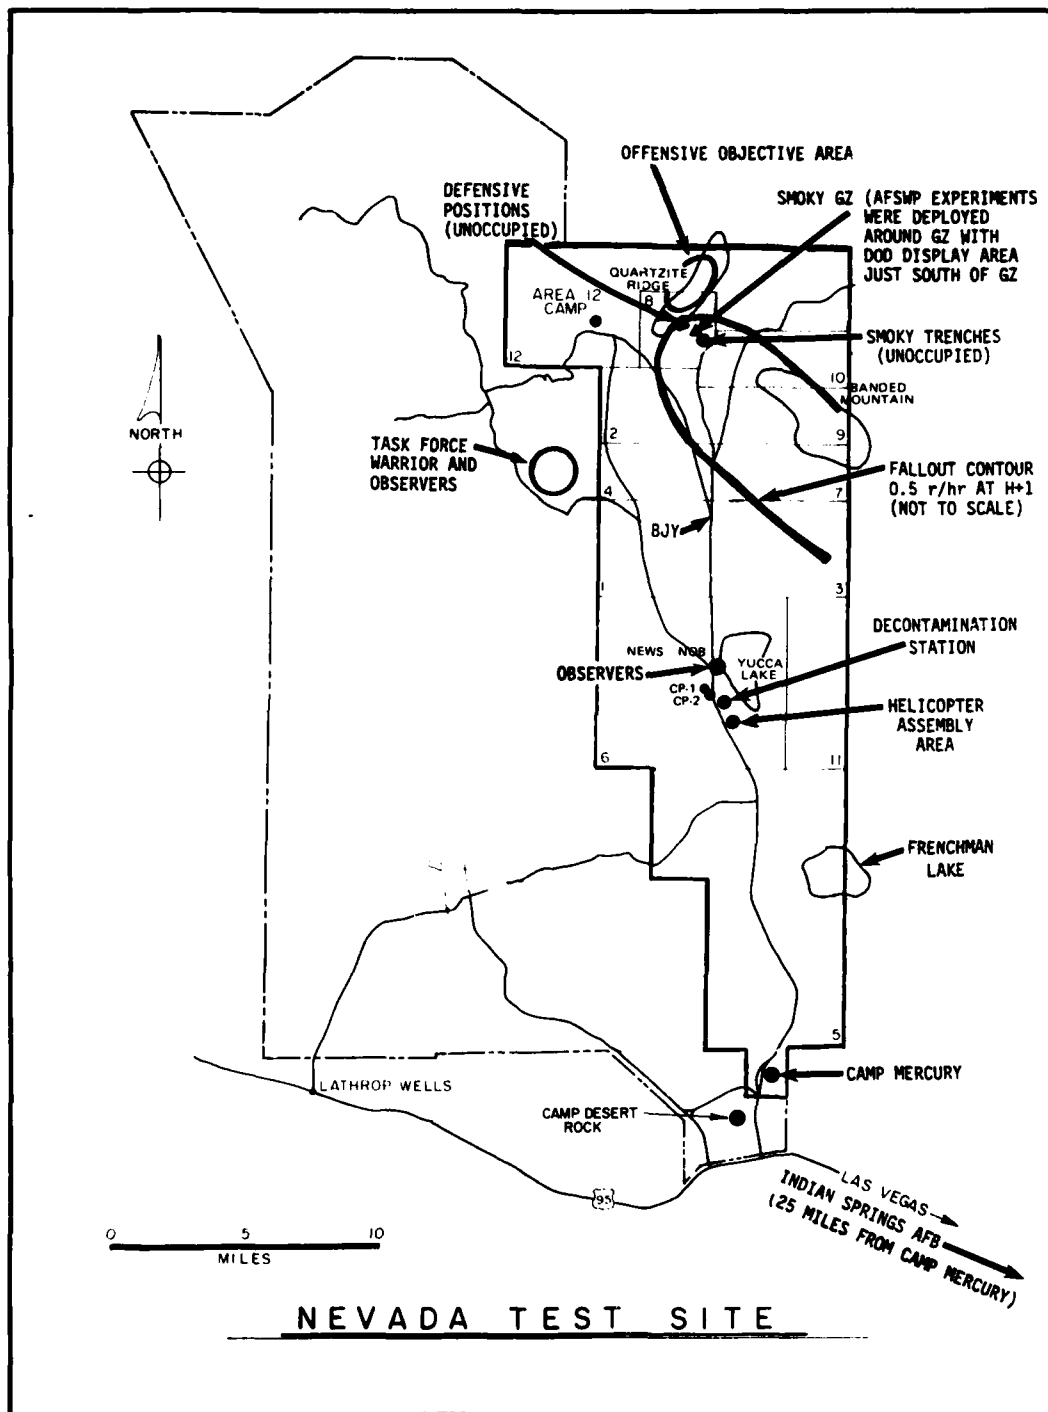 OFFENSIVE OBJECTIVE AREA
DEFENSIVE
POSITIONS
(UNOCCUPIED)
SMOKY GZ (AFSWP EXPERIMENTS
WERE DEPLOYED
AROUND GZ WITH
DOD DISPLAY AREA
JUST SOUTH OF GZ
QUARTZITE
RIDGE
8
AREA 12
CAMP
SMOKY TRENCHES
(UNOCCUPIED)
12
10
BANDED
MOUNTAIN
NORTH
TASK FORCE
WARRIOR AND
OBSERVERS
2
9
FALLOUT CONTOUR
0.5 r/hr AT H+1
(NOT TO SCALE)
4
7
BJY
1
3
DECONTAMINATION
STATION
NEWS NOB
YUCCA
LAKE
OBSERVERS
CP-1
CP-2
HELICOPTER
ASSEMBLY
AREA
6
11
FRENCHMAN
LAKE
5
CAMP MERCURY
LATHROP WELLS
CAMP DESERT
ROCK
95
LAS VEGAS
INDIAN SPRINGS AFB
(25 MILES FROM CAMP MERCURY)
0 5 10
MILES
NEVADA TEST SITE